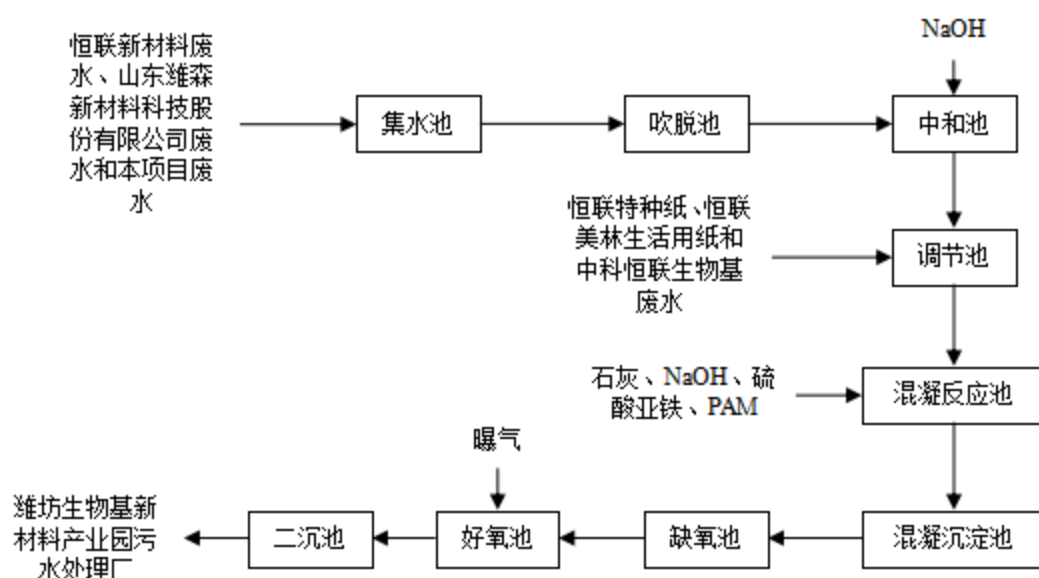 NaOH
恒联新材料废
水、山东潍森
新材料科技股
份有限公司废
水和本项目废
水
集水池
吹脱池
中和池
恒联特种纸、恒联
美林生活用纸和
中科恒联生物基
废水
调节池
石灰、NaOH、硫
酸亚铁、PAM
混凝反应池
曝气
潍坊生物基新
材料产业园污
水处理厂
二沉池
好氧池
缺氧池
混凝沉淀池